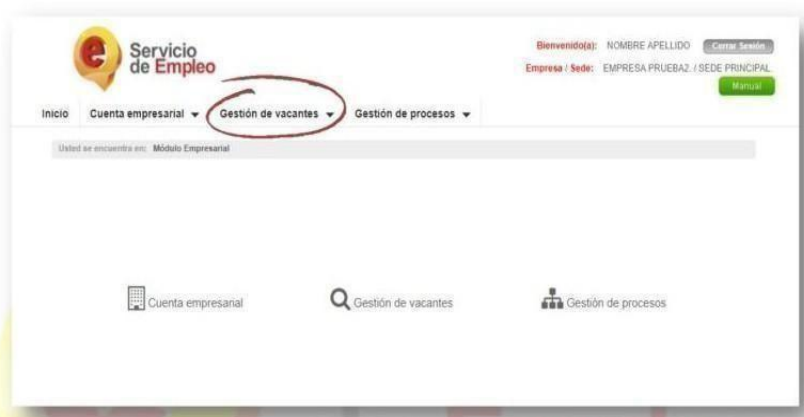 e Servicio
de Empleo
Bienvenido(a): NOMBRE APELLIDO Cerrar Sesión
Empresa / Sede: EMPRESA PRUEBA2. / SEDE PRINCIPAL
Manual
Inicio Cuenta empresarial Gestión de vacantes Gestión de procesos
Usted se encuentra en: Módulo Empresarial
Cuenta empresarial Gestión de vacantes Gestión de procesos